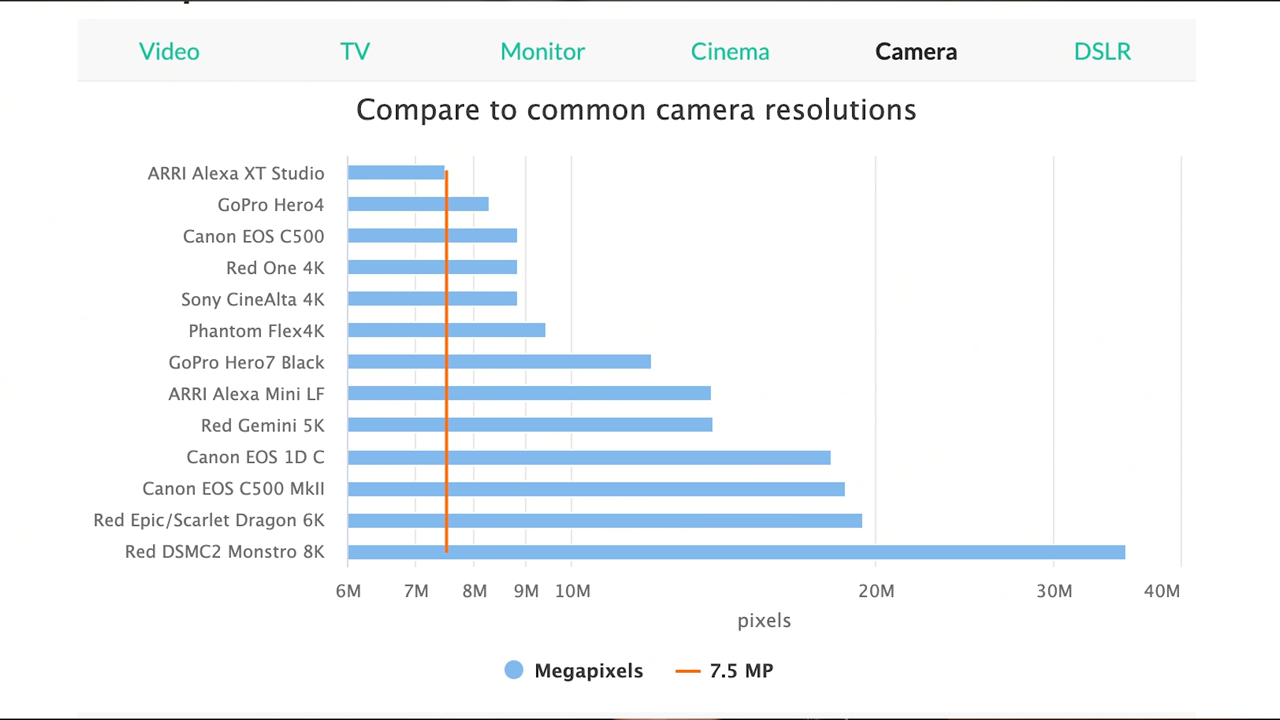 Video TV Monitor Cinema Camera DSLR
Compare to common camera resolutions
ARRI Alexa XT Studio
GoPro Hero4
Canon EOS C500
Red One 4K
Sony CineAlta 4K
Phantom Flex4K
GoPro Hero7 Black
ARRI Alexa Mini LF
Red Gemini 5K
Canon EOS 1D C
Canon EOS C500 MkII
Red Epic/Scarlet Dragon 6K
Red DSMC2 Monstro 8K
6M 7M 8M 9M 10M 20M 30M 40M
pixels
Megapixels 7.5 MP